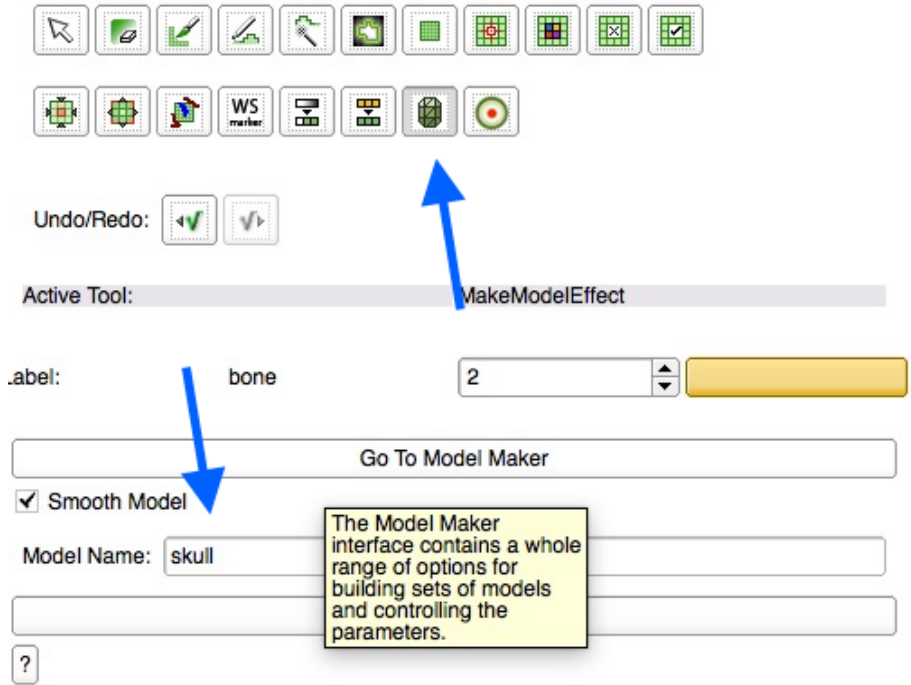 WS
marker
Undo/Redo:
Active Tool: MakeModelEffect
.abel: bone 2
Go To Model Maker
Smooth Model
Model Name: skull
The Model Maker
interface contains a whole
range of options for
building sets of models
and controlling the
parameters.
?